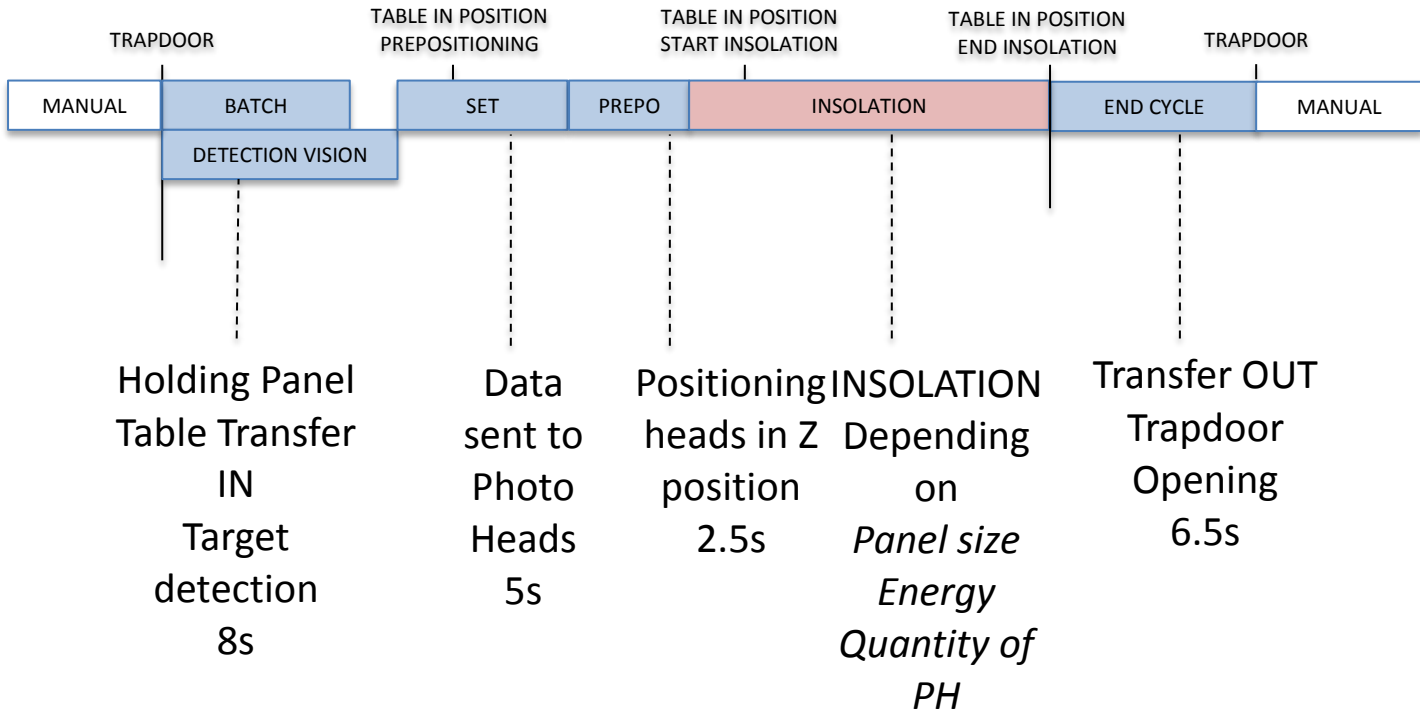 TRAPDOOR
TABLE IN POSITION
PREPOSITIONING
TABLE IN POSITION
START INSOLATION
TABLE IN POSITION
END INSOLATION
TRAPDOOR
MANUAL
BATCH
SET
PREPO
INSOLATION
END CYCLE
MANUAL
DETECTION VISION
Holding Panel
Table Transfer
IN
Target
detection
8s
Data
sent to
Photo
Heads
5s
Positioning
heads in Z
position
2.5s
INSOLATION
Depending
on
Panel size
Energy
Quantity of
PH
Transfer OUT
Trapdoor
Opening
6.5s